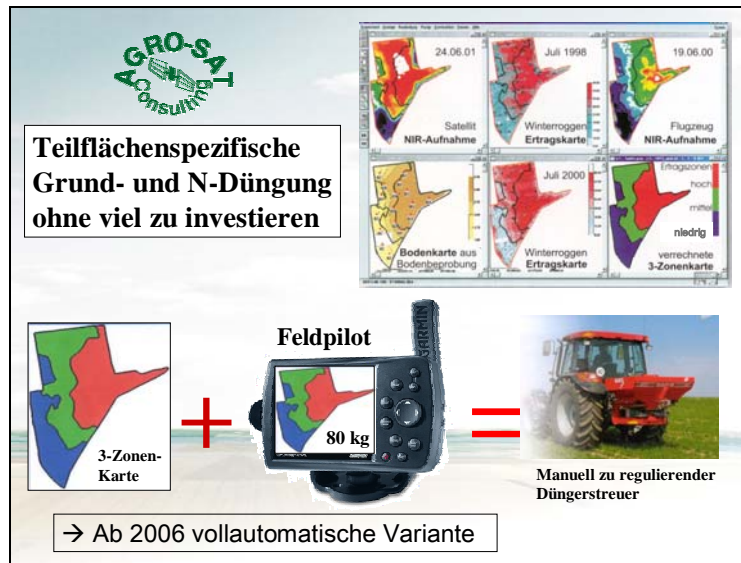 AGRO-SAT
Consulting
Teilflächenspezifische
Grund- und N-Düngung
ohne viel zu investieren
24.06.01
Satellit
NIR-Aufnahme
Juli 1998
Winterroggen
Ertragskarte
19.06.00
Flugzeug
NIR-Aufnahme
Bodenkarte aus
Bodenbeprobung
Juli 2000
Winterroggen
Ertragskarte
Ertragszonen
hoch
mittel
niedrig
verrechnete
3-Zonenkarte
3-Zonen-
Karte
+
Feldpilot
GARMIN
80 kg
=
Manuell zu regulierender
Düngerstreuer
→ Ab 2006 vollautomatische Variante